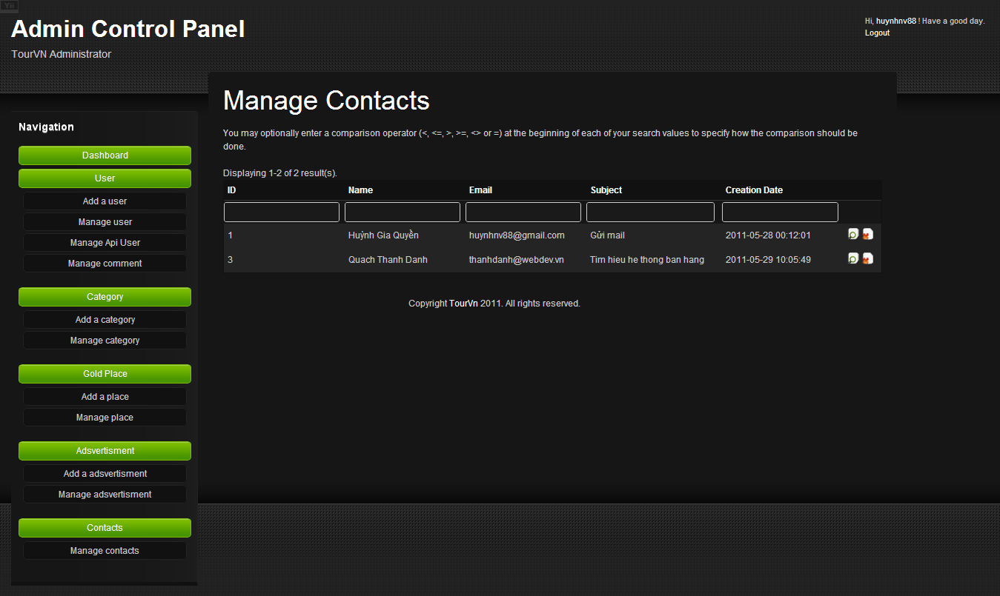 Yii
Admin Control Panel
TourVN Administrator
Hi, huynhnv88 ! Have a good day.
Logout
Navigation
Dashboard
User
Add a user
Manage user
Manage Api User
Manage comment
Category
Add a category
Manage category
Gold Place
Add a place
Manage place
Adsvertisment
Add a adsvertisment
Manage adsvertisment
Contacts
Manage contacts
Manage Contacts
You may optionally enter a comparison operator (<, <=, >, >=, <> or =) at the beginning of each of your search values to specify how the comparison should be
done.
Displaying 1-2 of 2 result(s).
ID Name Email Subject Creation Date
1 Huỳnh Gia Quyền huynhnv88@gmail.com Gửi mail 2011-05-28 00:12:01
3 Quach Thanh Danh thanhdanh@webdev.vn Tim hieu he thong ban hang 2011-05-29 10:05:49
Copyright TourVn 2011. All rights reserved.